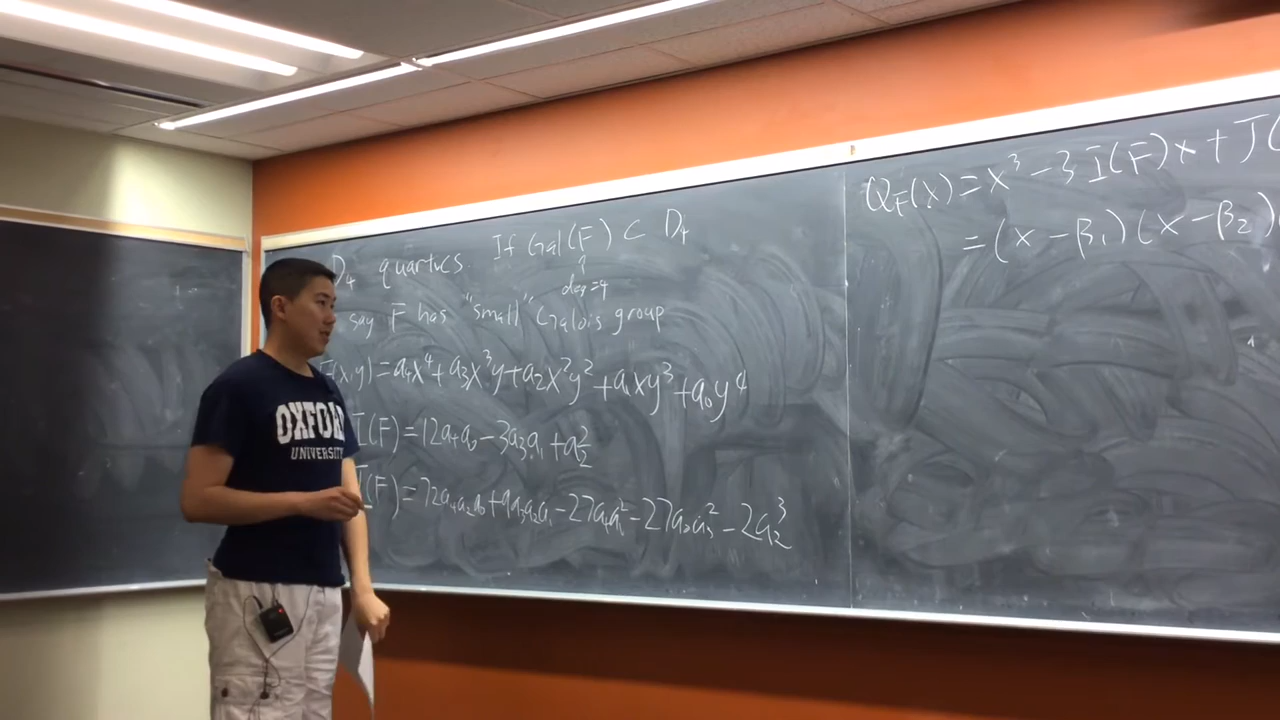 D₄ quartics. If Gal(F) ⊂ D₄
↑
deg=4
say F has "small" Galois group
F(x,y)=a₄x⁴+a₃x³y+a₂x²y²+a₁xy³+a₀y⁴
I(F)=12a₄a₀-3a₃a₁+a₂²
J(F)=72a₄a₂a₀+9a₃a₂a₁-27a₄a₁²-27a₀a₃²-2a₂³
Q_F(x)=x³-3I(F)x+J(
=(x-β₁)(x-β₂)
OXFORD
UNIVERSITY